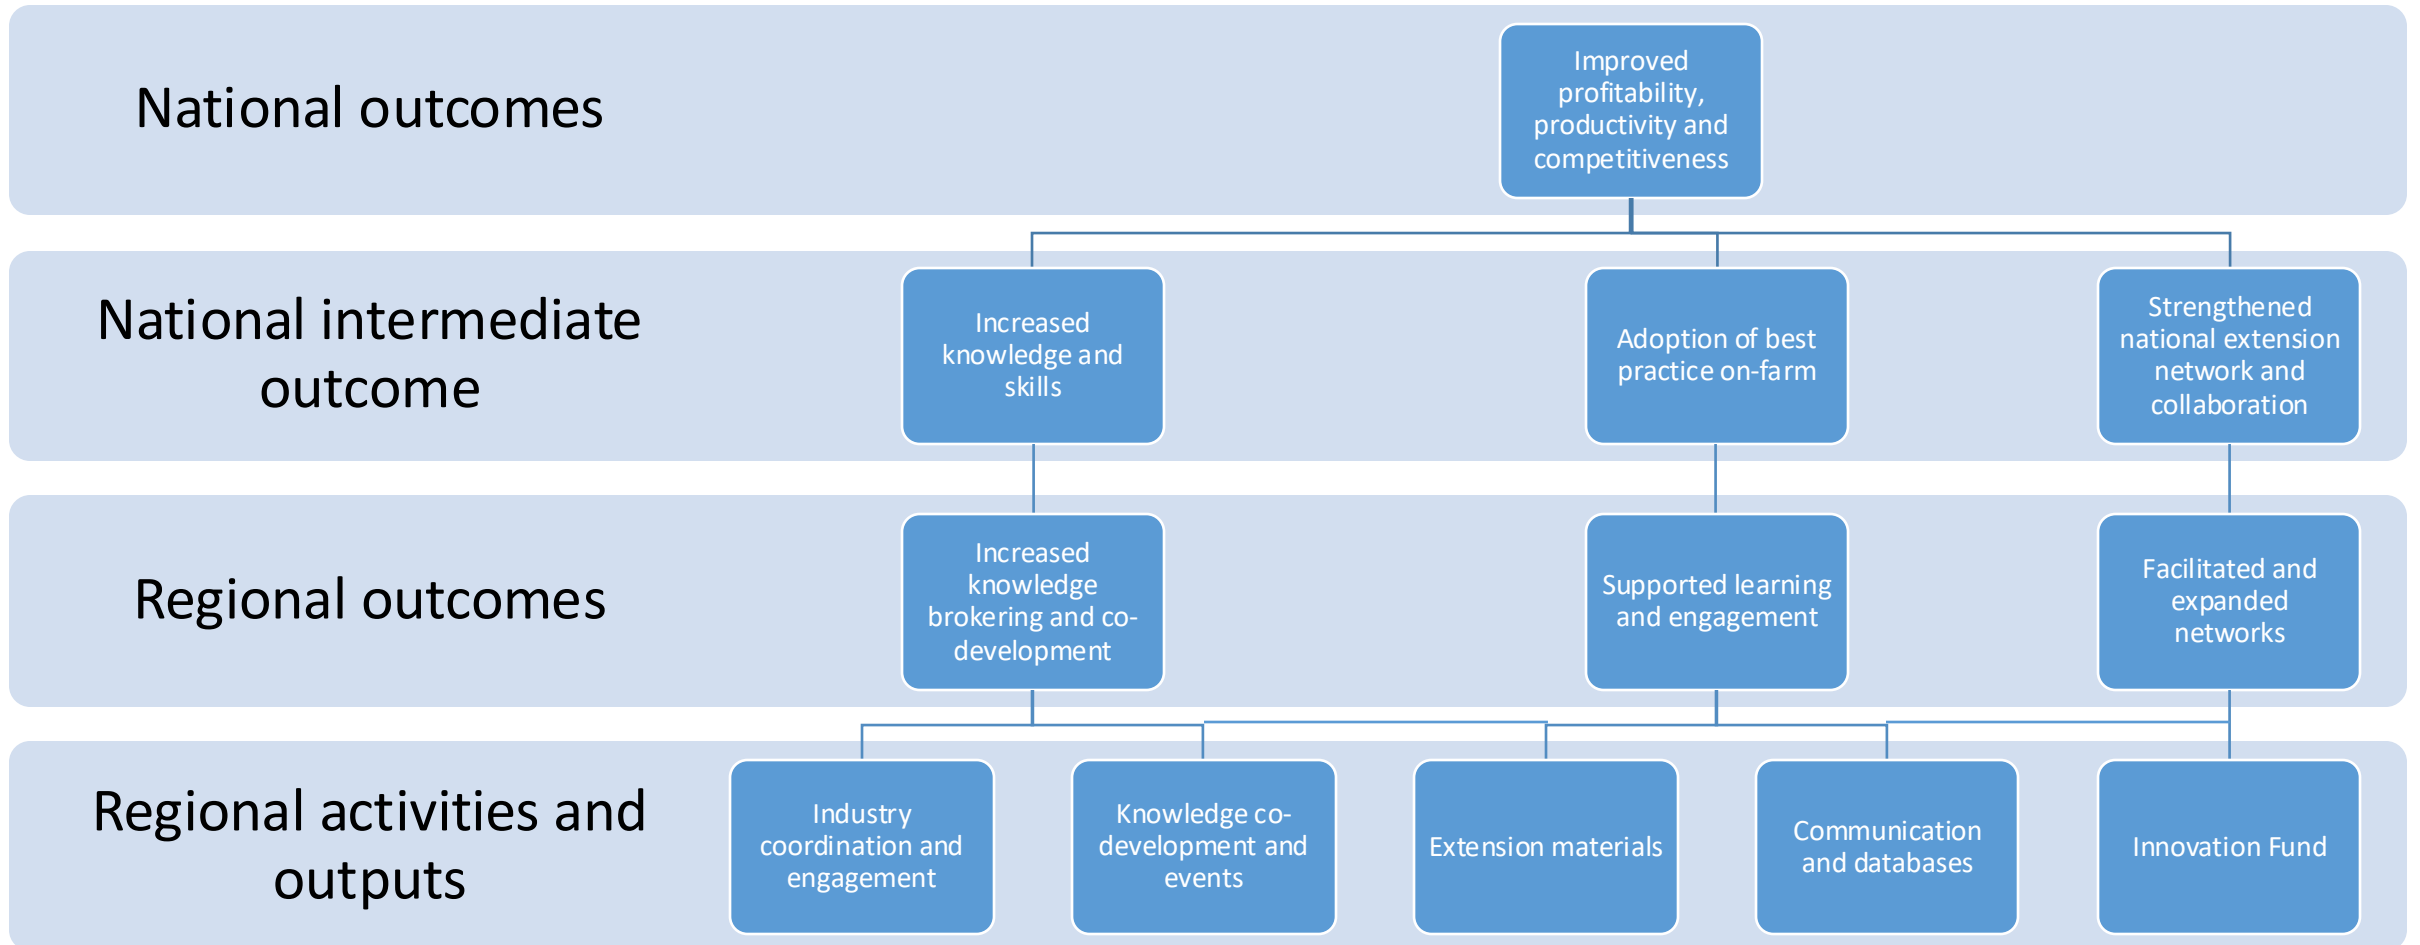 National outcomes
Improved
profitability,
productivity and
competitiveness
National intermediate
outcome
Increased
knowledge and
skills
Adoption of best
practice on-farm
Strengthened
national extension
network and
collaboration
Regional outcomes
Increased
knowledge
brokering and co-
development
Supported learning
and engagement
Facilitated and
expanded
networks
Regional activities and
outputs
Industry
coordination and
engagement
Knowledge co-
development and
events
Extension materials
Communication
and databases
Innovation Fund